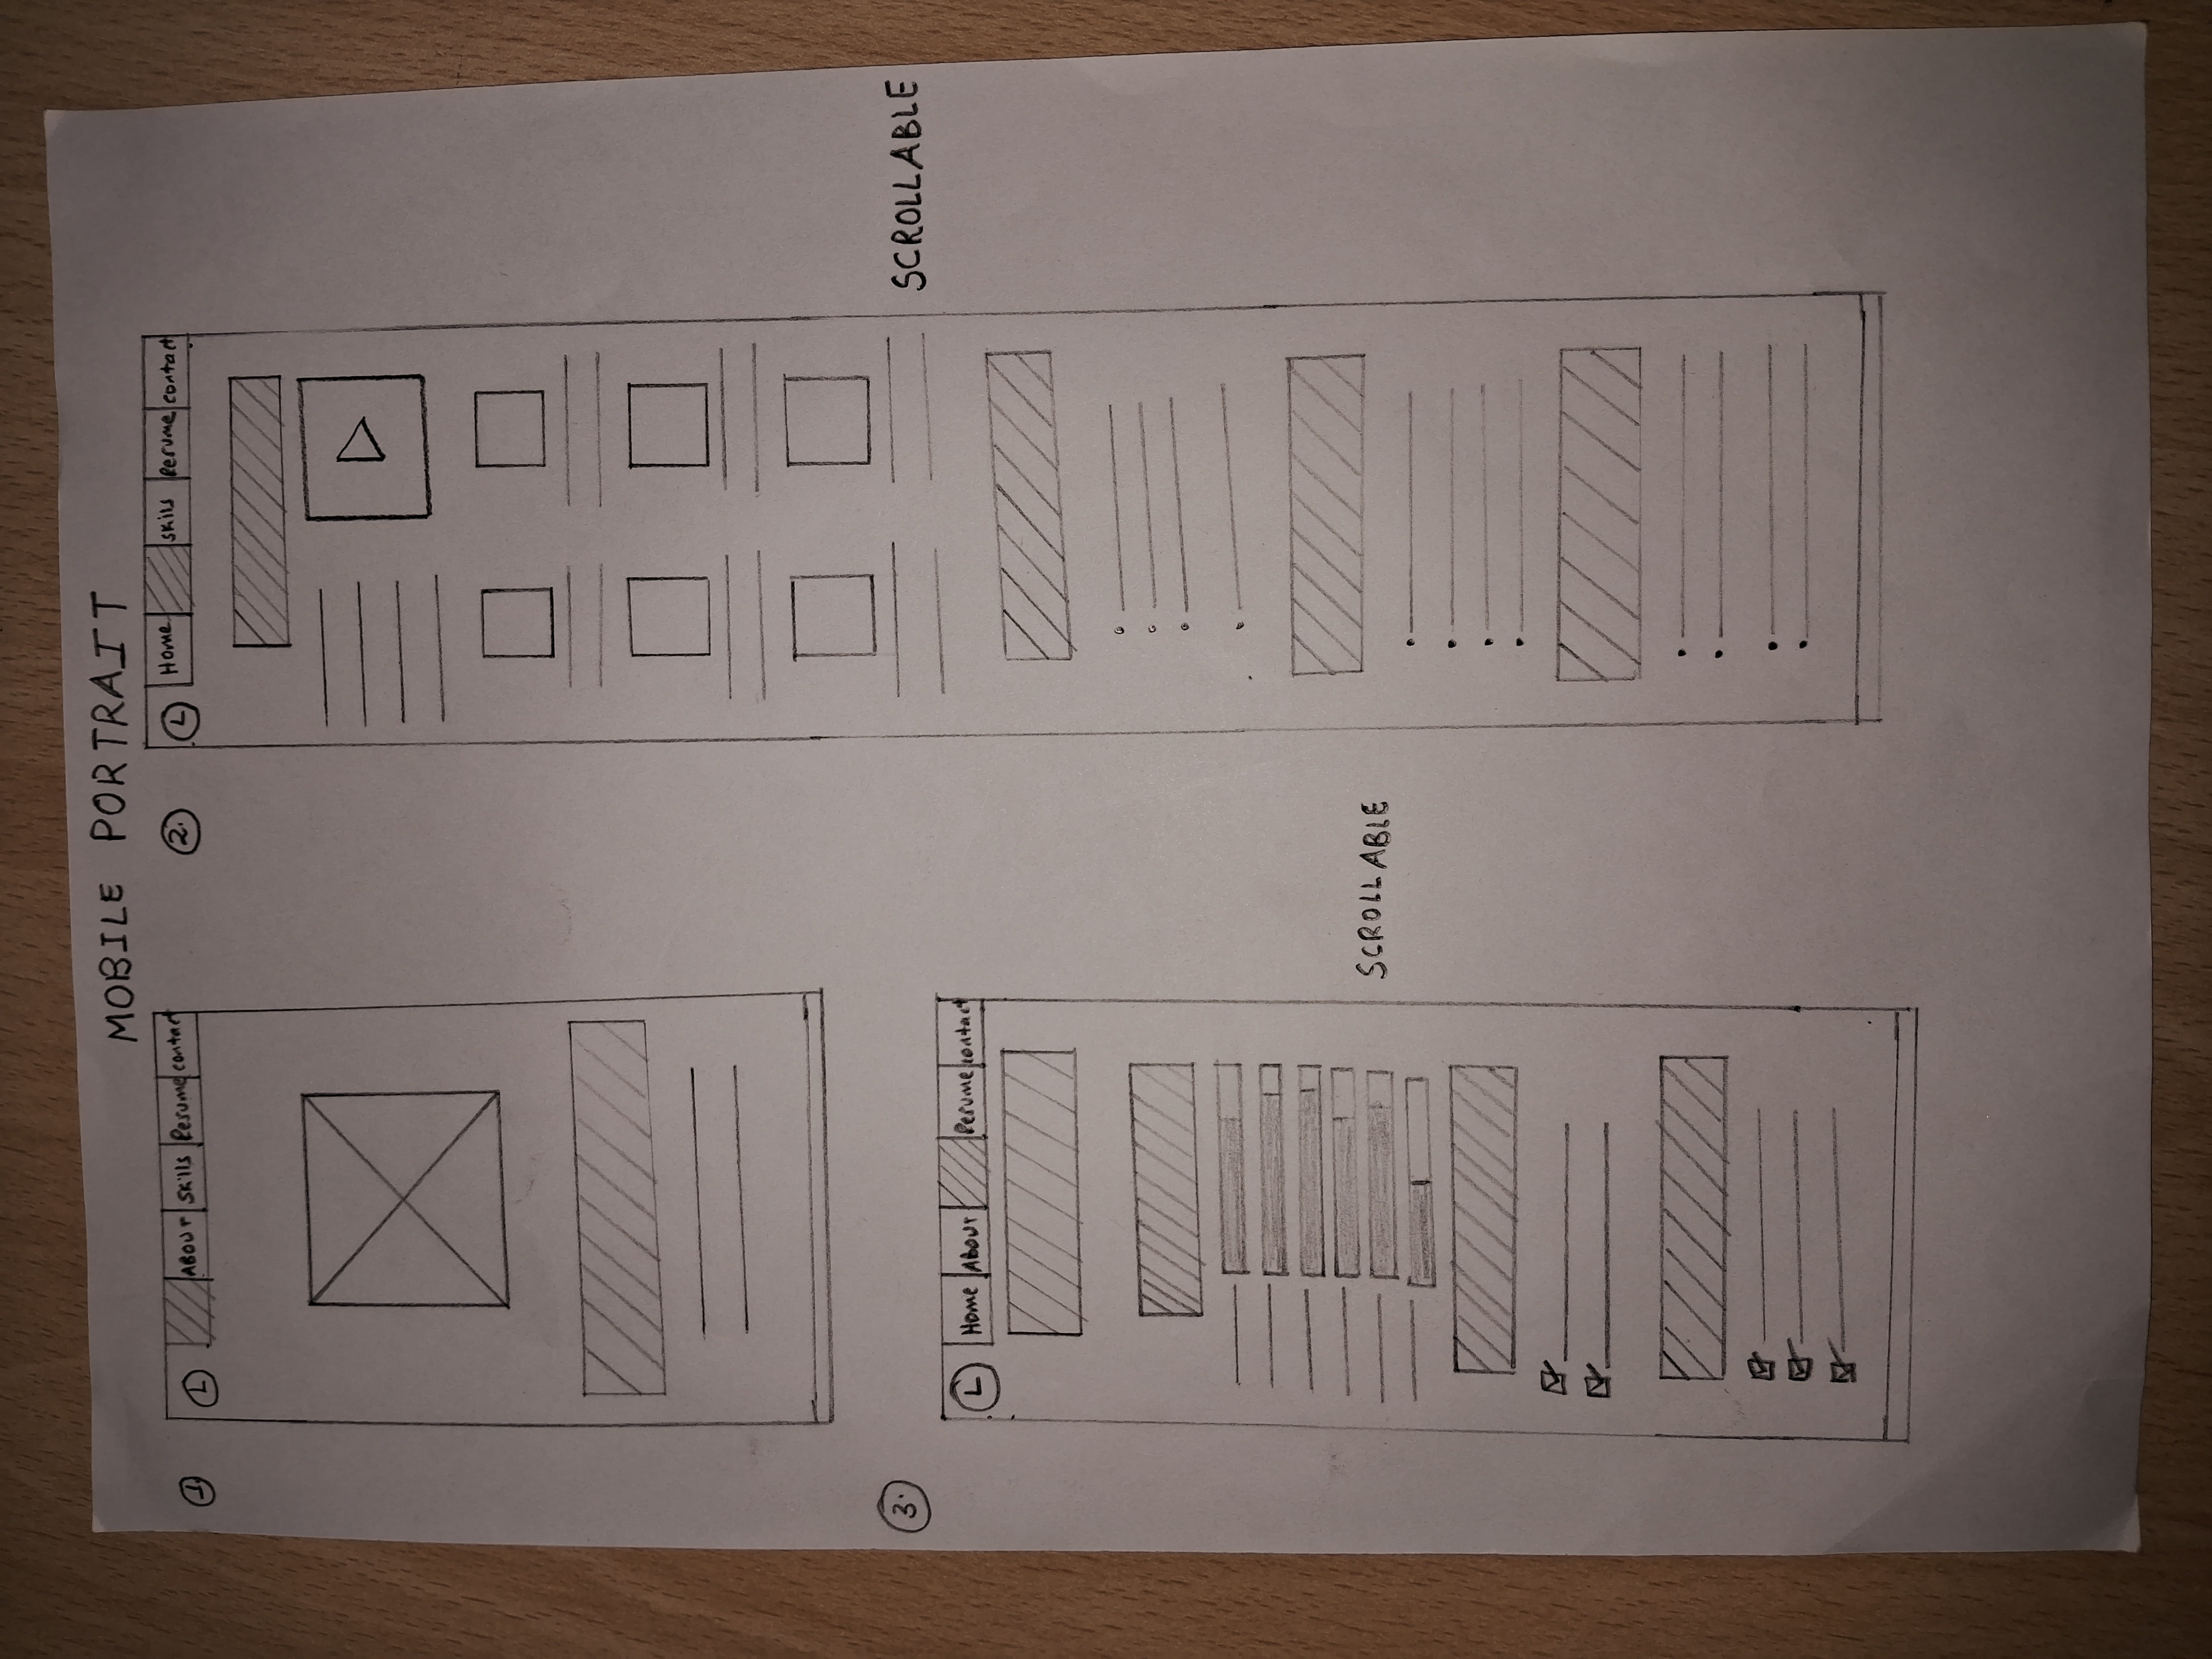 MOBILE PORTRAIT
1.
L ABOUT Skills Resume contact
2.
L Home Skills Resume contact
SCROLLABLE
3.
L Home ABOUT Resume contact
SCROLLABLE